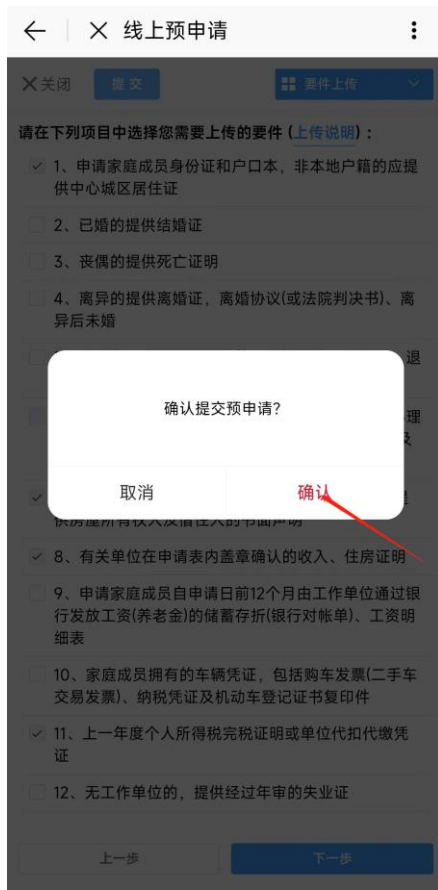 线上预申请
关闭 提交 要件上传
请在下列项目中选择您需要上传的要件 (上传说明)：
1、申请家庭成员身份证和户口本，非本地户籍的应提
供中心城区居住证
2、已婚的提供结婚证
3、丧偶的提供死亡证明
4、离异的提供离婚证，离婚协议(或法院判决书)、离
异后未婚
退
确认提交预申请?
理
取消 确认
8、有关单位在申请表内盖章确认的收入、住房证明
9、申请家庭成员自申请日前12个月由工作单位通过银
行发放工资(养老金)的储蓄存折(银行对帐单)、工资明
细表
10、家庭成员拥有的车辆凭证，包括购车发票(二手车
交易发票)、纳税凭证及机动车登记证书复印件
11、上一年度个人所得税完税证明或单位代扣代缴凭
证
12、无工作单位的，提供经过年审的失业证
上一步 下一步